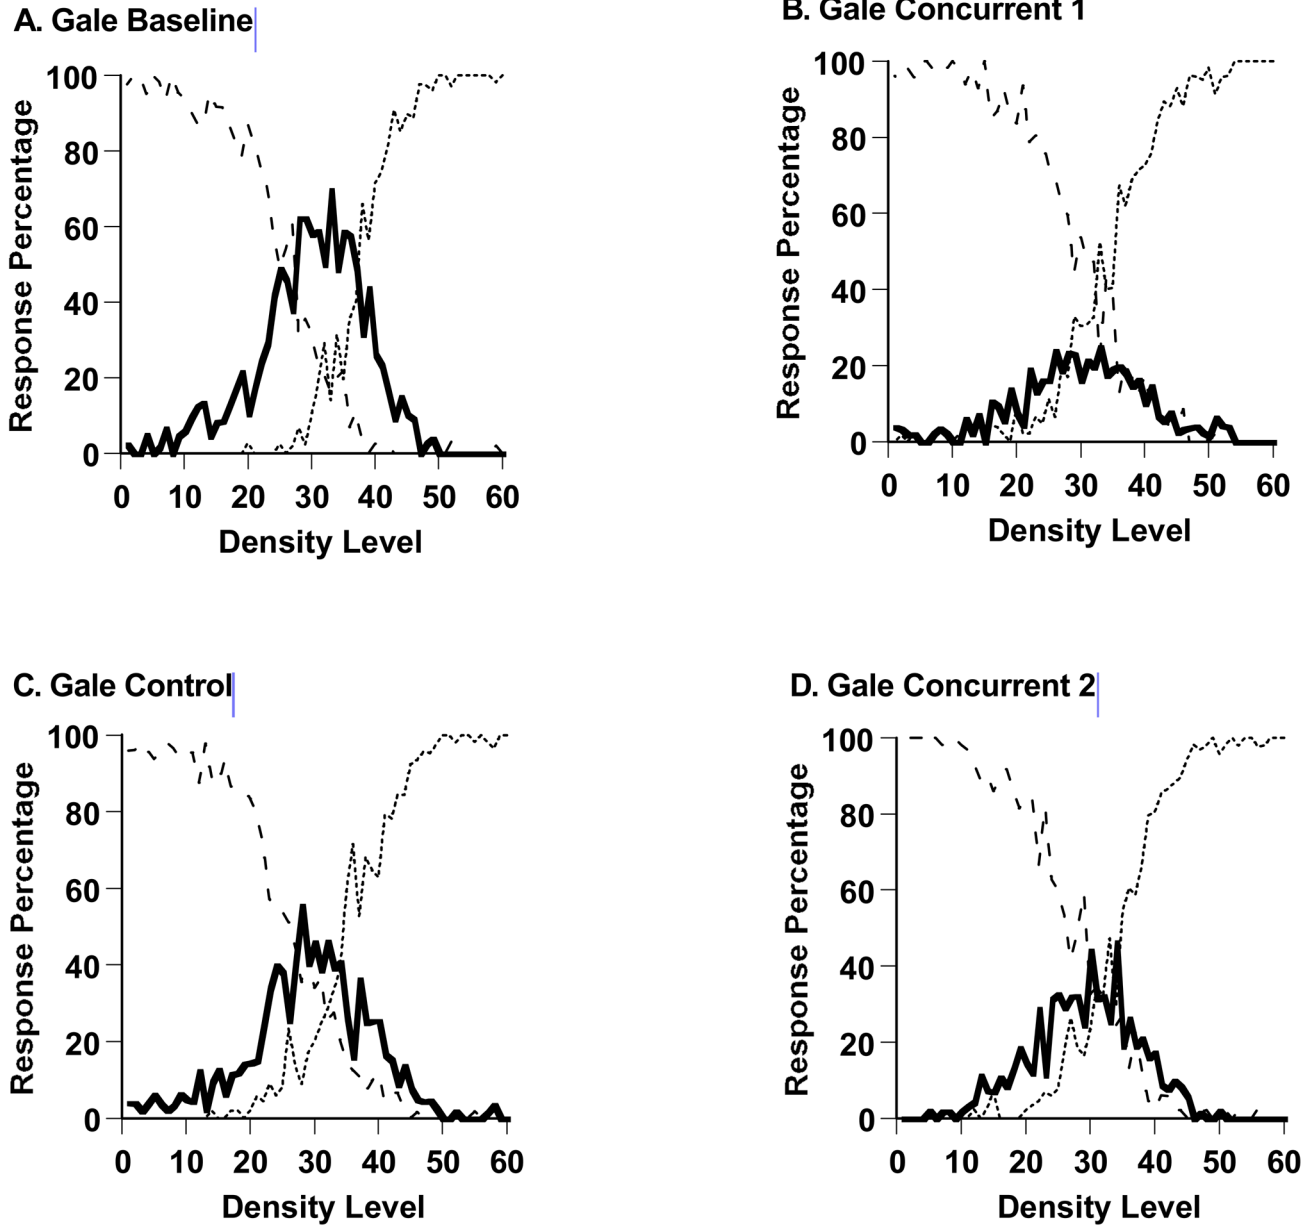 A. Gale Baseline
B. Gale Concurrent 1
Response Percentage
100
80
60
40
20
0
0 10 20 30 40 50 60
Density Level
Response Percentage
100
80
60
40
20
0
0 10 20 30 40 50 60
Density Level
C. Gale Control
D. Gale Concurrent 2
Response Percentage
100
80
60
40
20
0
0 10 20 30 40 50 60
Density Level
Response Percentage
100
80
60
40
20
0
0 10 20 30 40 50 60
Density Level